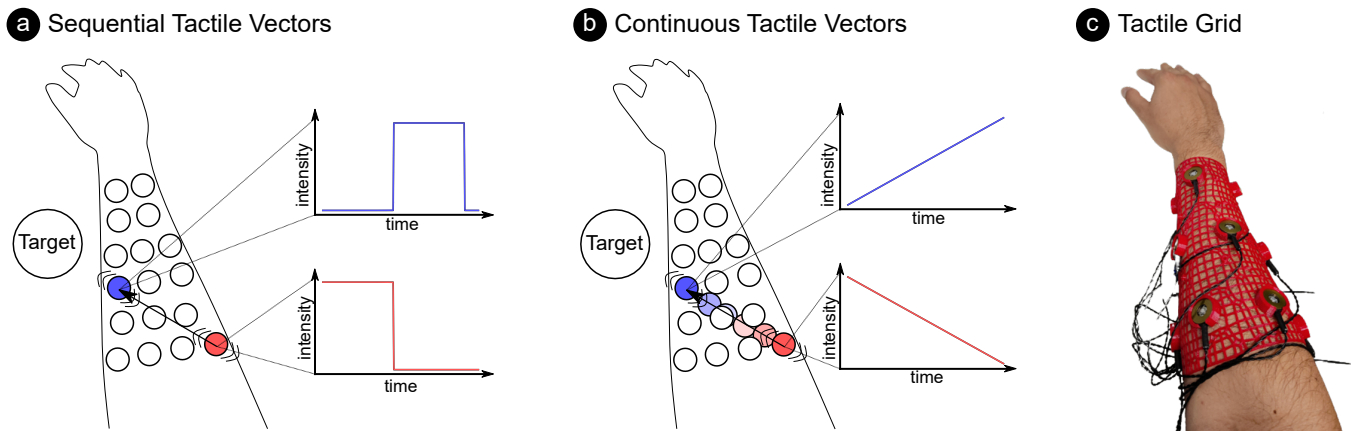 a Sequential Tactile Vectors
b Continuous Tactile Vectors
c Tactile Grid
Target
intensity
time
intensity
time
Target
intensity
time
intensity
time